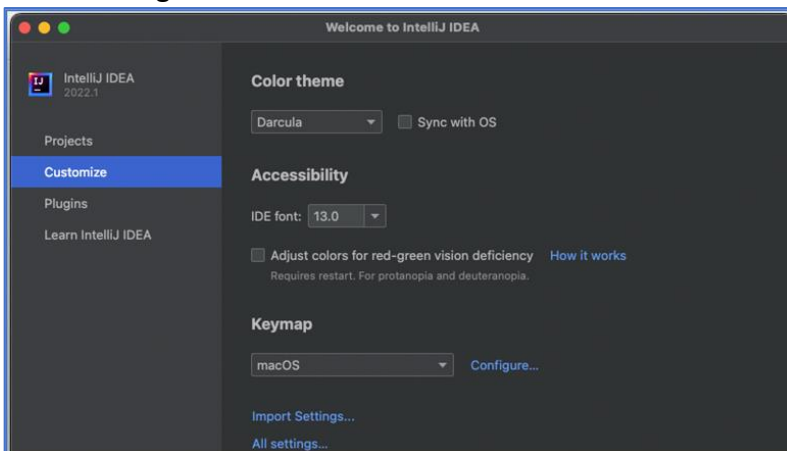 Welcome to IntelliJ IDEA
IJ
IntelliJ IDEA
2022.1
Projects
Customize
Plugins
Learn IntelliJ IDEA
Color theme
Darcula Sync with OS
Accessibility
IDE font: 13.0
Adjust colors for red-green vision deficiency How it works
Requires restart. For protanopia and deuteranopia.
Keymap
macOS Configure...
Import Settings...
All settings...